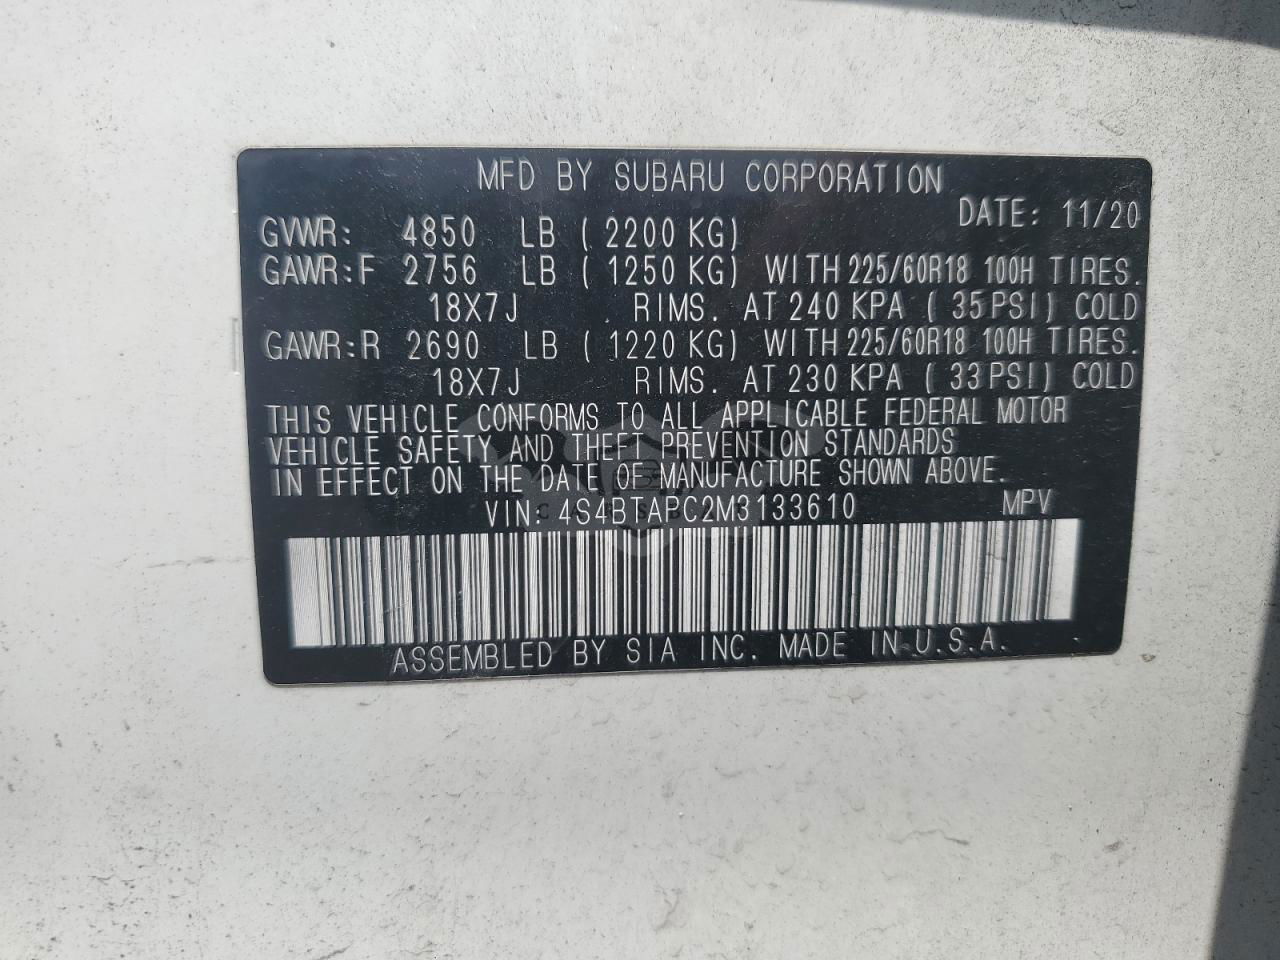 MFD BY SUBARU CORPORATION
DATE: 11/20
GVWR: 4850 LB ( 2200 KG)
GAWR:F 2756 LB ( 1250 KG) WITH 225/60R18 100H TIRES.
18X7J RIMS. AT 240 KPA ( 35PSI) COLD
GAWR:R 2690 LB ( 1220 KG) WITH 225/60R18 100H TIRES.
18X7J RIMS. AT 230 KPA ( 33PSI) COLD
THIS VEHICLE CONFORMS TO ALL APPLICABLE FEDERAL MOTOR
VEHICLE SAFETY AND THEFT PREVENTION STANDARDS
IN EFFECT ON THE DATE OF MANUFACTURE SHOWN ABOVE.
VIN: 4S4BTAPC2M3133610 MPV
ASSEMBLED BY SIA INC. MADE IN U.S.A.